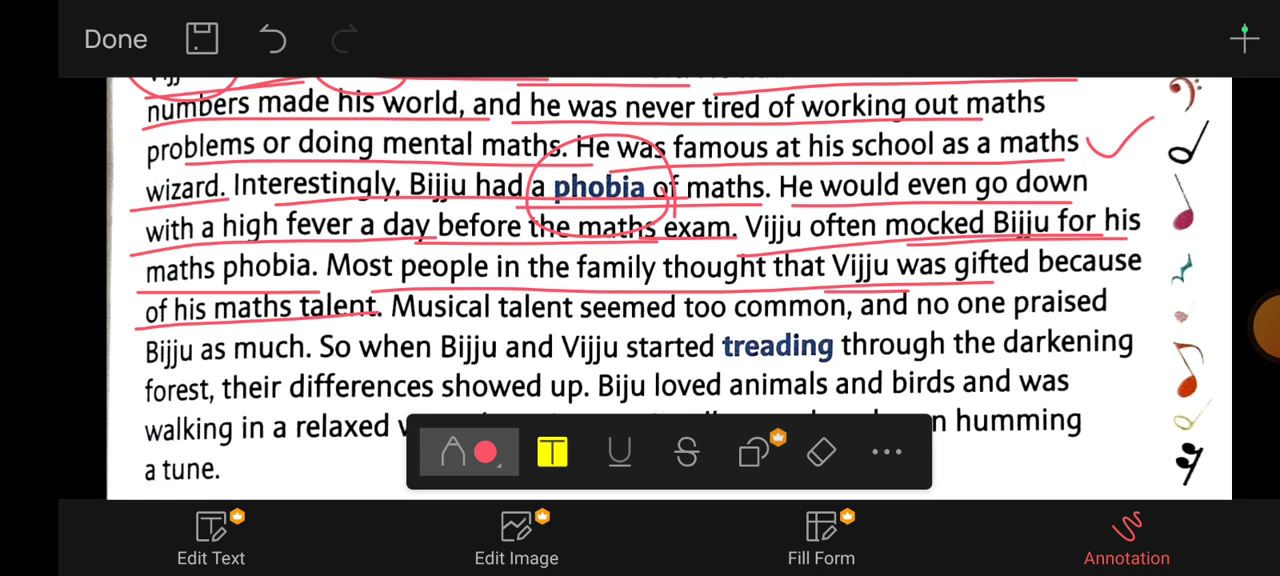 Done
numbers made his world, and he was never tired of working out maths
problems or doing mental maths. He was famous at his school as a maths
wizard. Interestingly, Bijju had a phobia of maths. He would even go down
with a high fever a day before the maths exam. Vijju often mocked Bijju for his
maths phobia. Most people in the family thought that Vijju was gifted because
of his maths talent. Musical talent seemed too common, and no one praised
Bijju as much. So when Bijju and Vijju started treading through the darkening
forest, their differences showed up. Biju loved animals and birds and was
walking in a relaxed humming
a tune.
T U S
Edit Text Edit Image Fill Form Annotation